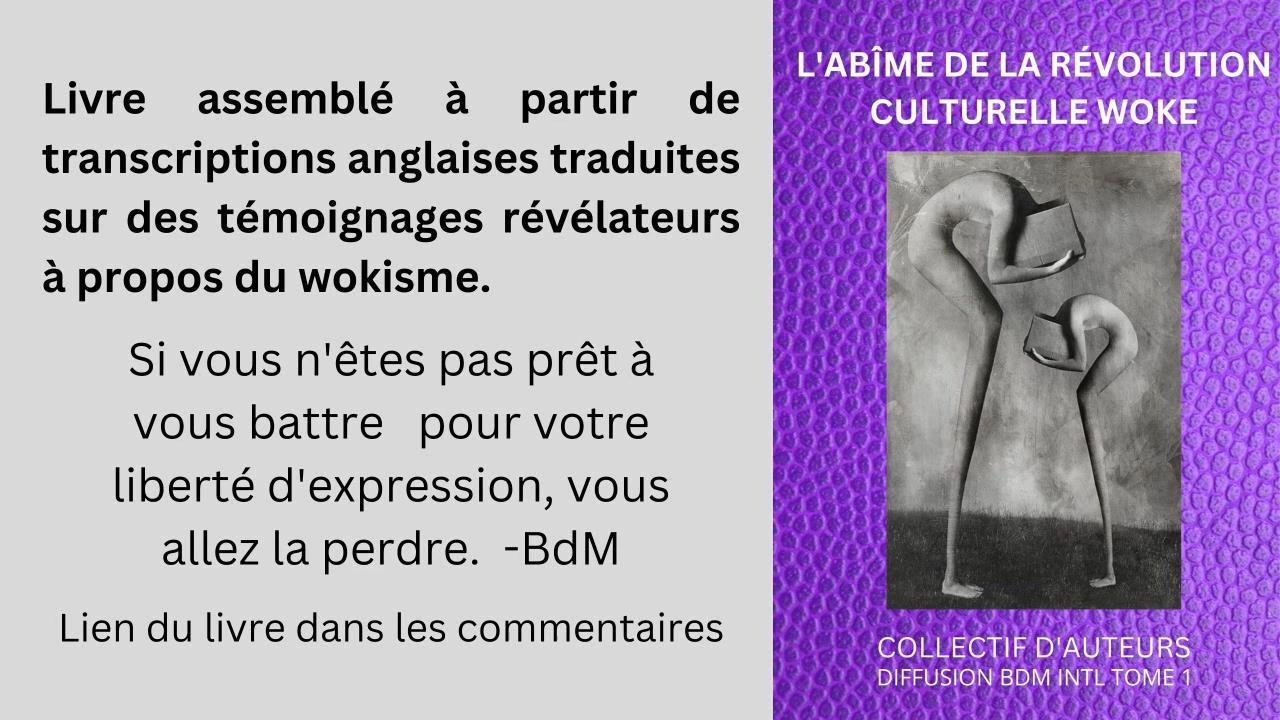 Livre assemblé à partir de
transcriptions anglaises traduites
sur des témoignages révélateurs
à propos du wokisme.
Si vous n'êtes pas prêt à
vous battre pour votre
liberté d'expression, vous
allez la perdre. -BdM
Lien du livre dans les commentaires
L'ABÎME DE LA RÉVOLUTION
CULTURELLE WOKE
COLLECTIF D'AUTEURS
DIFFUSION BDM INTL TOME 1